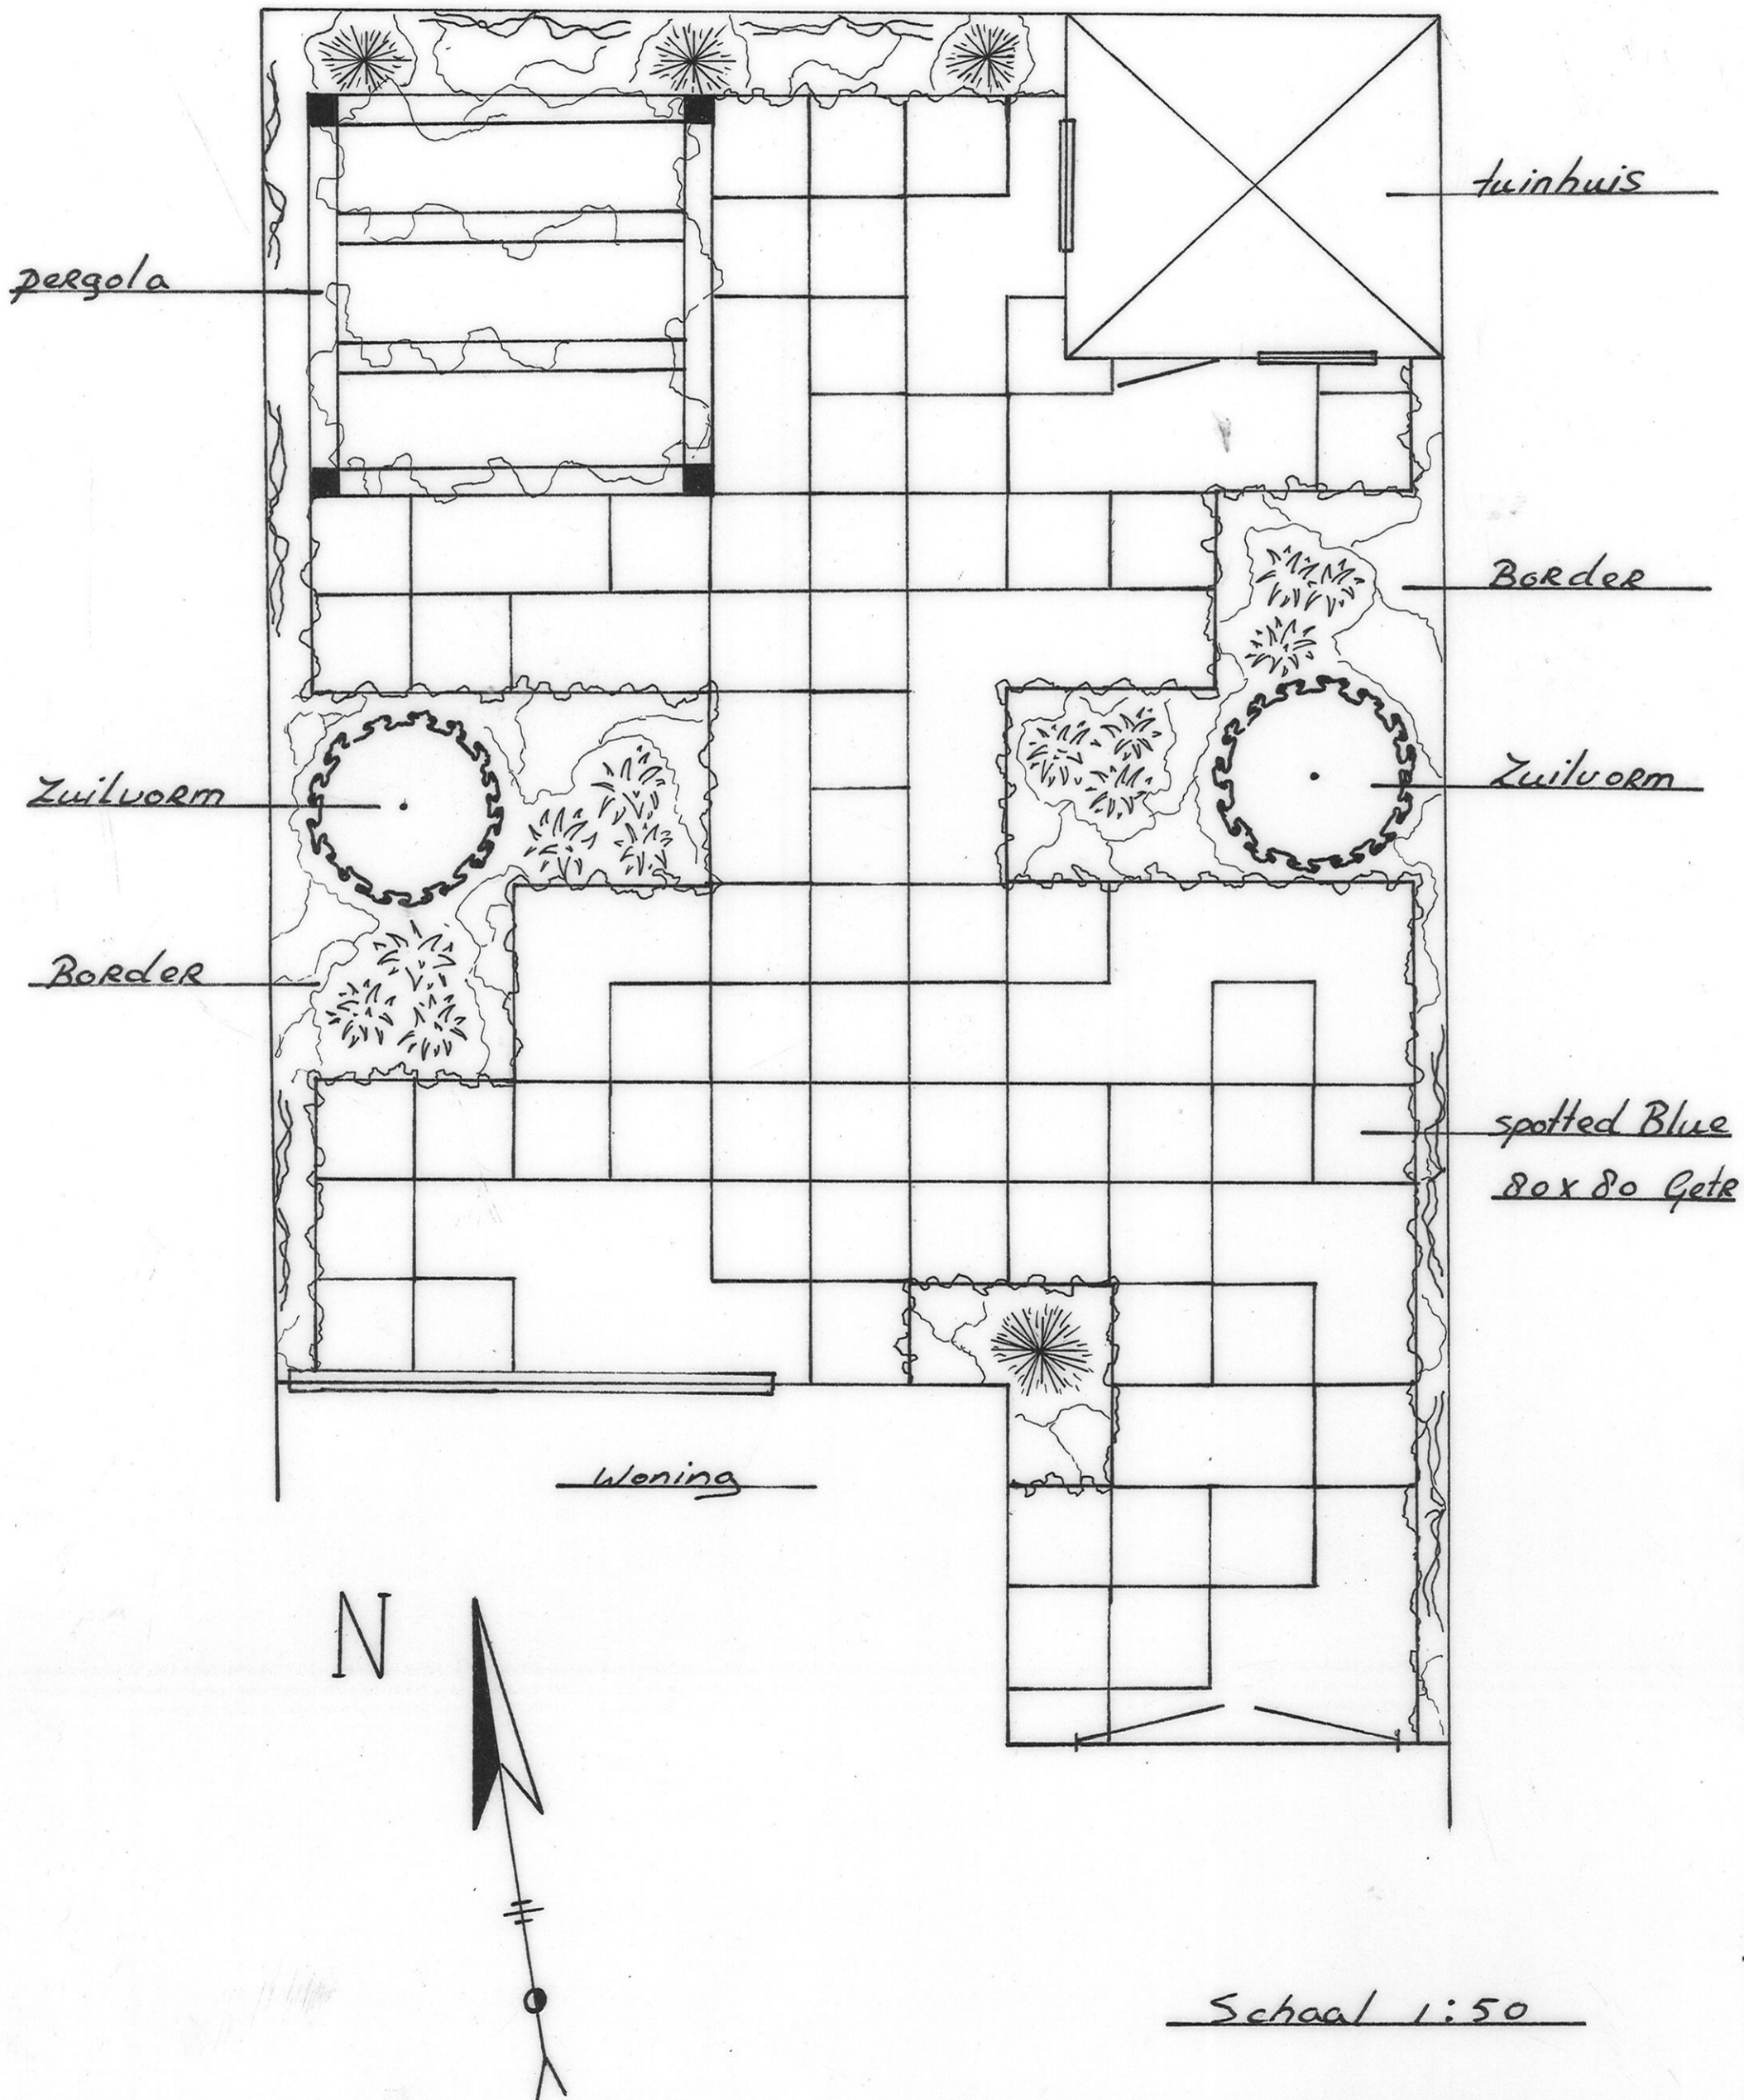 tuinhuis
pergola
Border
Zuilvorm
Zuilvorm
Border
spotted Blue
80 x 80 Getr
Woning
N
Schaal 1:50